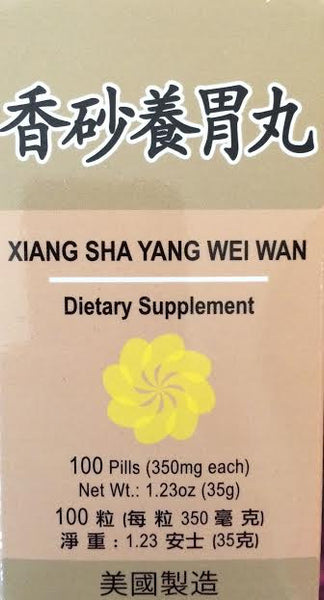 香砂養胃丸
XIANG SHA YANG WEI WAN
Dietary Supplement
100 Pills (350mg each)
Net Wt.: 1.23oz (35g)
100 粒 (每 粒 350 毫 克)
淨 重 : 1.23 安士 (35克)
美國製造